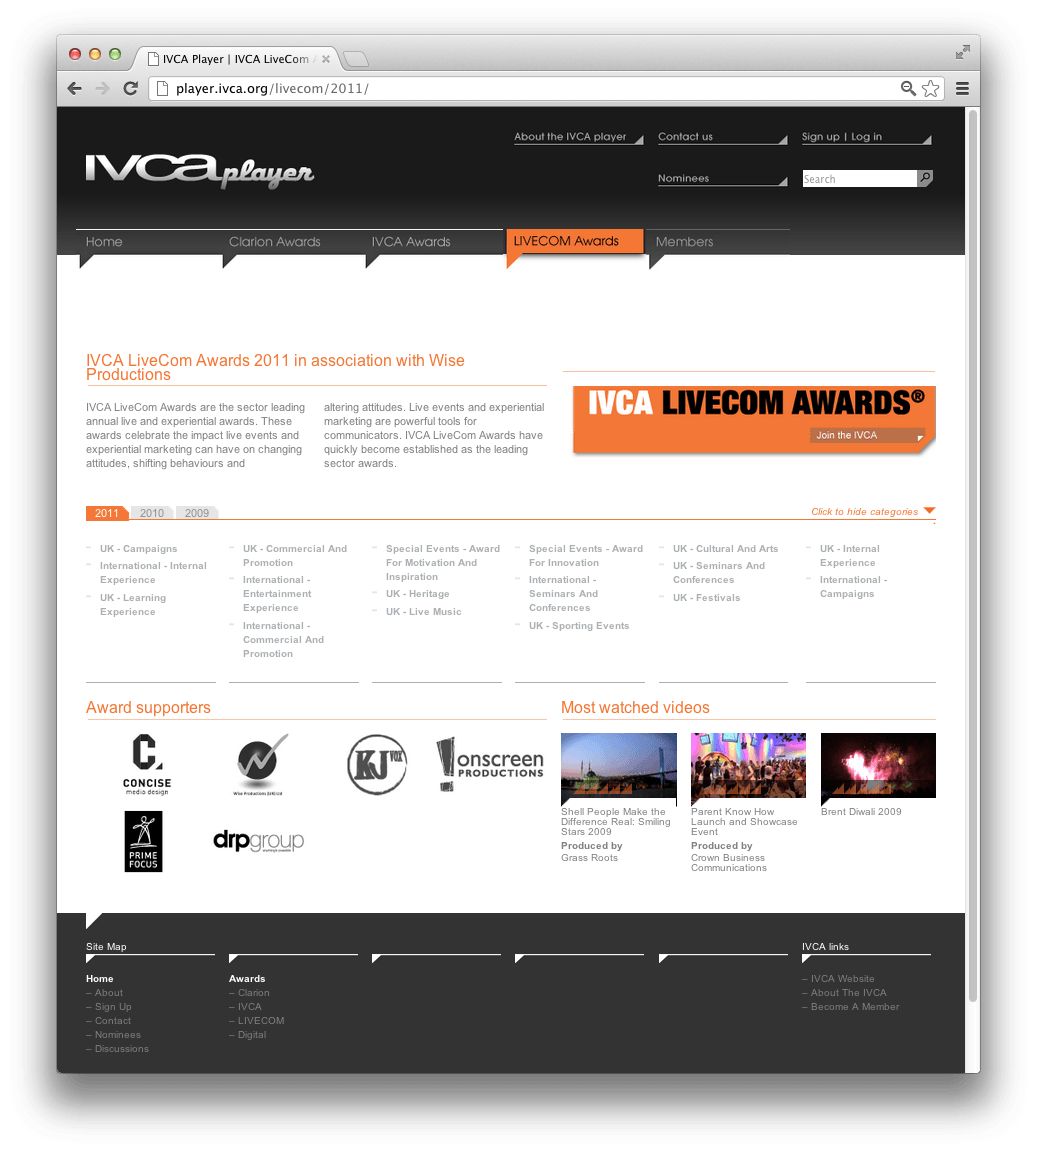 IVCA Player | IVCA LiveCom A
player.ivca.org/livecom/2011/
About the IVCA player
Contact us
Sign up | Log in
IVCA player
Nominees
Search
Home
Clarion Awards
IVCA Awards
LIVECOM Awards
Members
IVCA LiveCom Awards 2011 in association with Wise
Productions
IVCA LiveCom Awards are the sector leading
annual live and experiential awards. These
awards celebrate the impact live events and
experiential marketing can have on changing
attitudes, shifting behaviours and
altering attitudes. Live events and experiential
marketing are powerful tools for
communicators. IVCA LiveCom Awards have
quickly become established as the leading
sector awards.
IVCA LIVECOM AWARDS®
Join the IVCA
2011
2010
2009
Click to hide categories
– UK - Campaigns
– International - Internal
Experience
– UK - Learning
Experience
– UK - Commercial And
Promotion
– International -
Entertainment
Experience
– International -
Commercial And
Promotion
– Special Events - Award
For Motivation And
Inspiration
– UK - Heritage
– UK - Live Music
– Special Events - Award
For Innovation
– International -
Seminars And
Conferences
– UK - Sporting Events
– UK - Cultural And Arts
– UK - Seminars And
Conferences
– UK - Festivals
– UK - Internal
Experience
– International -
Campaigns
Award supporters
C.
CONCISE
media design
Wise Productions
KJ VOX
!onscreen
PRODUCTIONS
PRIME
FOCUS
drpgroup
Most watched videos
Shell People Make the
Difference Real: Smiling
Stars 2009
Produced by
Grass Roots
Parent Know How
Launch and Showcase
Event
Produced by
Crown Business
Communications
Brent Diwali 2009
Site Map
Home
– About
– Sign Up
– Contact
– Nominees
– Discussions
Awards
– Clarion
– IVCA
– LIVECOM
– Digital
IVCA links
– IVCA Website
– About The IVCA
– Become A Member